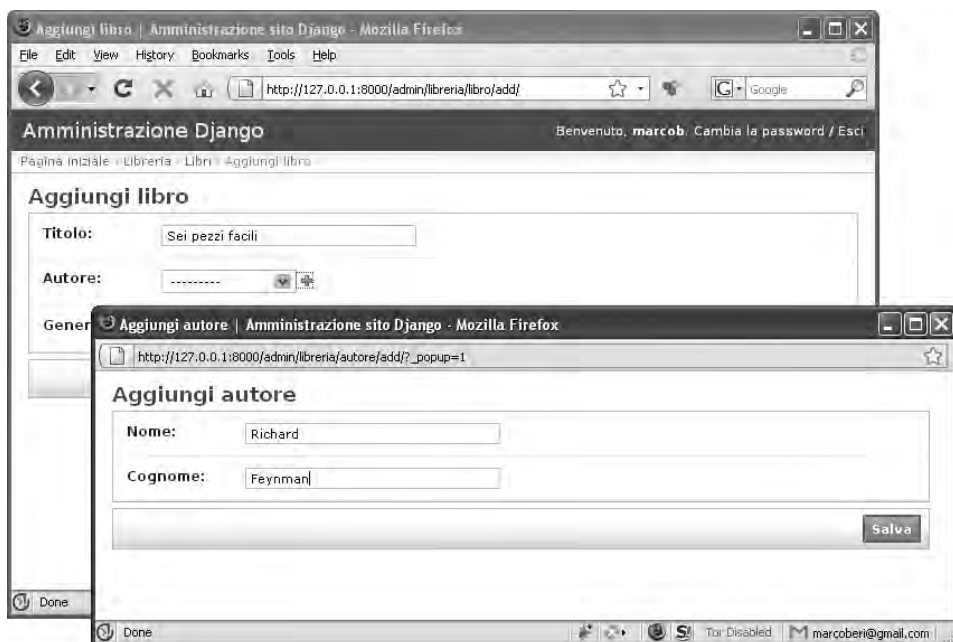 Aggiungi libro | Amministrazione sito Django - Mozilla Firefox
File Edit View History Bookmarks Tools Help
http://127.0.0.1:8000/admin/libreria/libro/add/
G Google
Amministrazione Django
Benvenuto, marcob. Cambia la password / Esci
Pagina iniziale › Libreria › Libri › Aggiungi libro
Aggiungi libro
Titolo: Sei pezzi facili
Autore: ---------
Gener
Done
Aggiungi autore | Amministrazione sito Django - Mozilla Firefox
http://127.0.0.1:8000/admin/libreria/autore/add/?_popup=1
Aggiungi autore
Nome: Richard
Cognome: Feynman
Salva
Done
S! Tor Disabled marcoberi@gmail.com